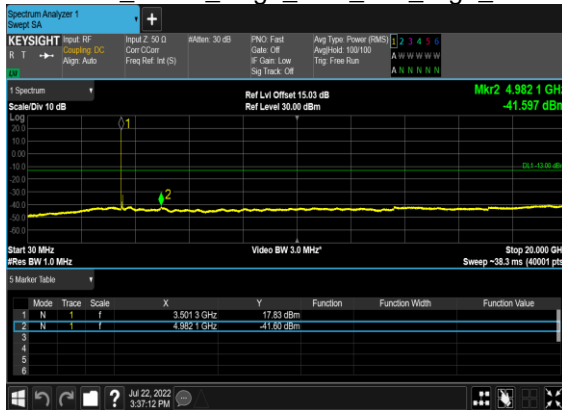 Spectrum Analyzer 1
Swept SA
+
KEYSIGHT Input: RF Input Z: 50 Ω #Atten: 30 dB PNO: Fast Avg Type: Power (RMS) 1 2 3 4 5 6
R T Coupling: DC Corr CCorr Gate: Off Avg|Hold: 100/100 A W W W W W
Align: Auto Freq Ref: Int (S) IF Gain: Low Trig: Free Run
LXI Sig Track: Off A N N N N N
1 Spectrum Ref Lvl Offset 15.03 dB Mkr2 4.982 1 GHz
Scale/Div 10 dB Ref Level 30.00 dBm -41.597 dBm
Log
1
20.0
10.0
0.00
-10.0
DL1 -13.00 dBm
-20.0
-30.0
2
-40.0
-50.0
-60.0
Start 30 MHz Video BW 3.0 MHz* Stop 20.000 GHz
#Res BW 1.0 MHz Sweep ~38.3 ms (40001 pts)
5 Marker Table
Mode Trace Scale X Y Function Function Width Function Value
1 N 1 f 3.501 3 GHz 17.83 dBm
2 N 1 f 4.982 1 GHz -41.60 dBm
3
4
5
6
? Jul 22, 2022
3:37:12 PM